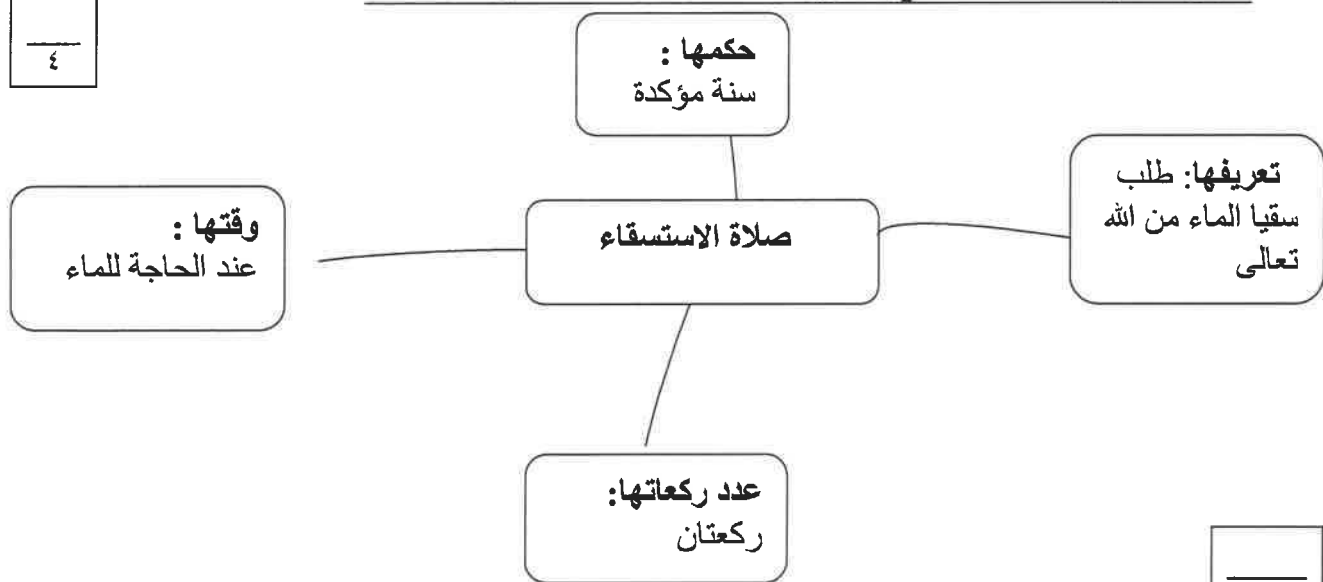 ٤
حكمها :
سنة مؤكدة
تعريفها: طلب
سقيا الماء من الله
تعالى
صلاة الاستسقاء
وقتها :
عند الحاجة للماء
عدد ركعاتها:
ركعتان